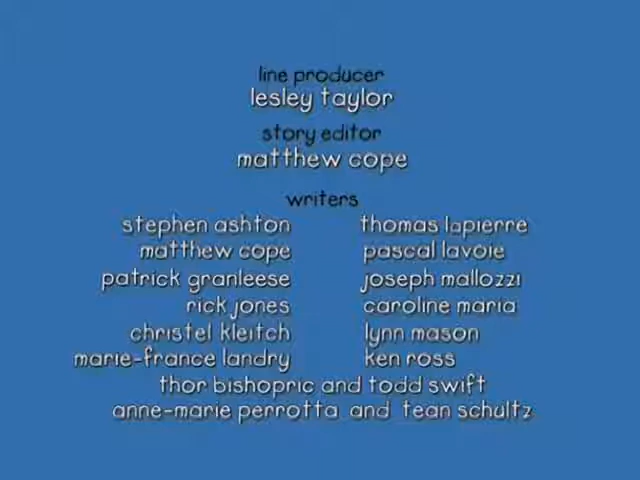 line producer
lesley taylor
story editor
matthew cope
writers
stephen ashton thomas lapierre
matthew cope pascal lavoie
patrick granleese joseph mallozzi
rick jones caroline maria
christel kleitch lynn mason
marie-france landry ken ross
thor bishopric and todd swift
anne-marie perrotta and tean schultz